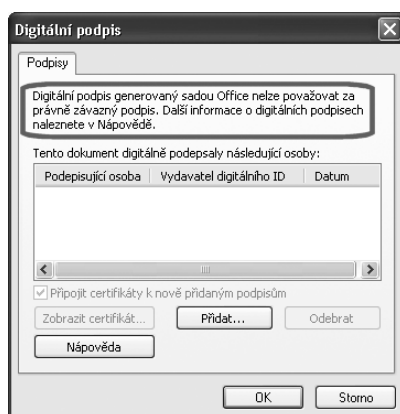 Digitální podpis
Podpisy
Digitální podpis generovaný sadou Office nelze považovat za
právně závazný podpis. Další informace o digitálních podpisech
naleznete v Nápovědě.
Tento dokument digitálně podepsaly následující osoby:
Podepisující osoba Vydavatel digitálního ID Datum
Připojit certifikáty k nově přidaným podpisům
Zobrazit certifikát... Přidat... Odebrat
Nápověda
OK Storno